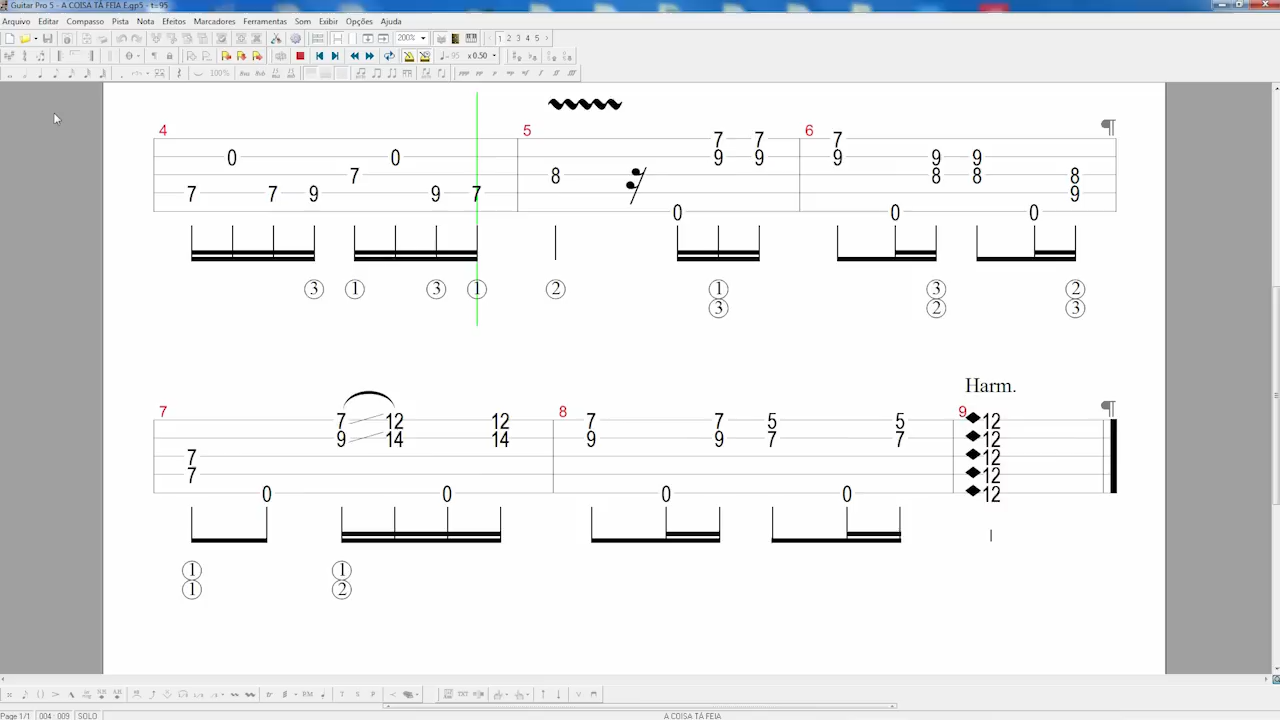 Guitar Pro 5 - A COISA TÁ FEIA E.gp5 - t=95
Arquivo Editar Compasso Pista Nota Efeitos Marcadores Ferramentas Som Exibir Opções Ajuda
200% 1 2 3 4 5
=95 x 0.50
100%
4 5 6
7 0 7 9 7 0 9 7 8 0 7 9 7 9 7 9 0 9 8 9 8 0 8 9
3 1 3 1 2 1 3 3 2 2 3
Harm.
7 8 9
7 7 0 7 9 12 14 0 12 14 7 9 0 7 9 5 7 0 5 7 12 12 12 12 12
1 1 1 2
TXT
Page 1/1 004 : 009 SOLO A COISA TÁ FEIA